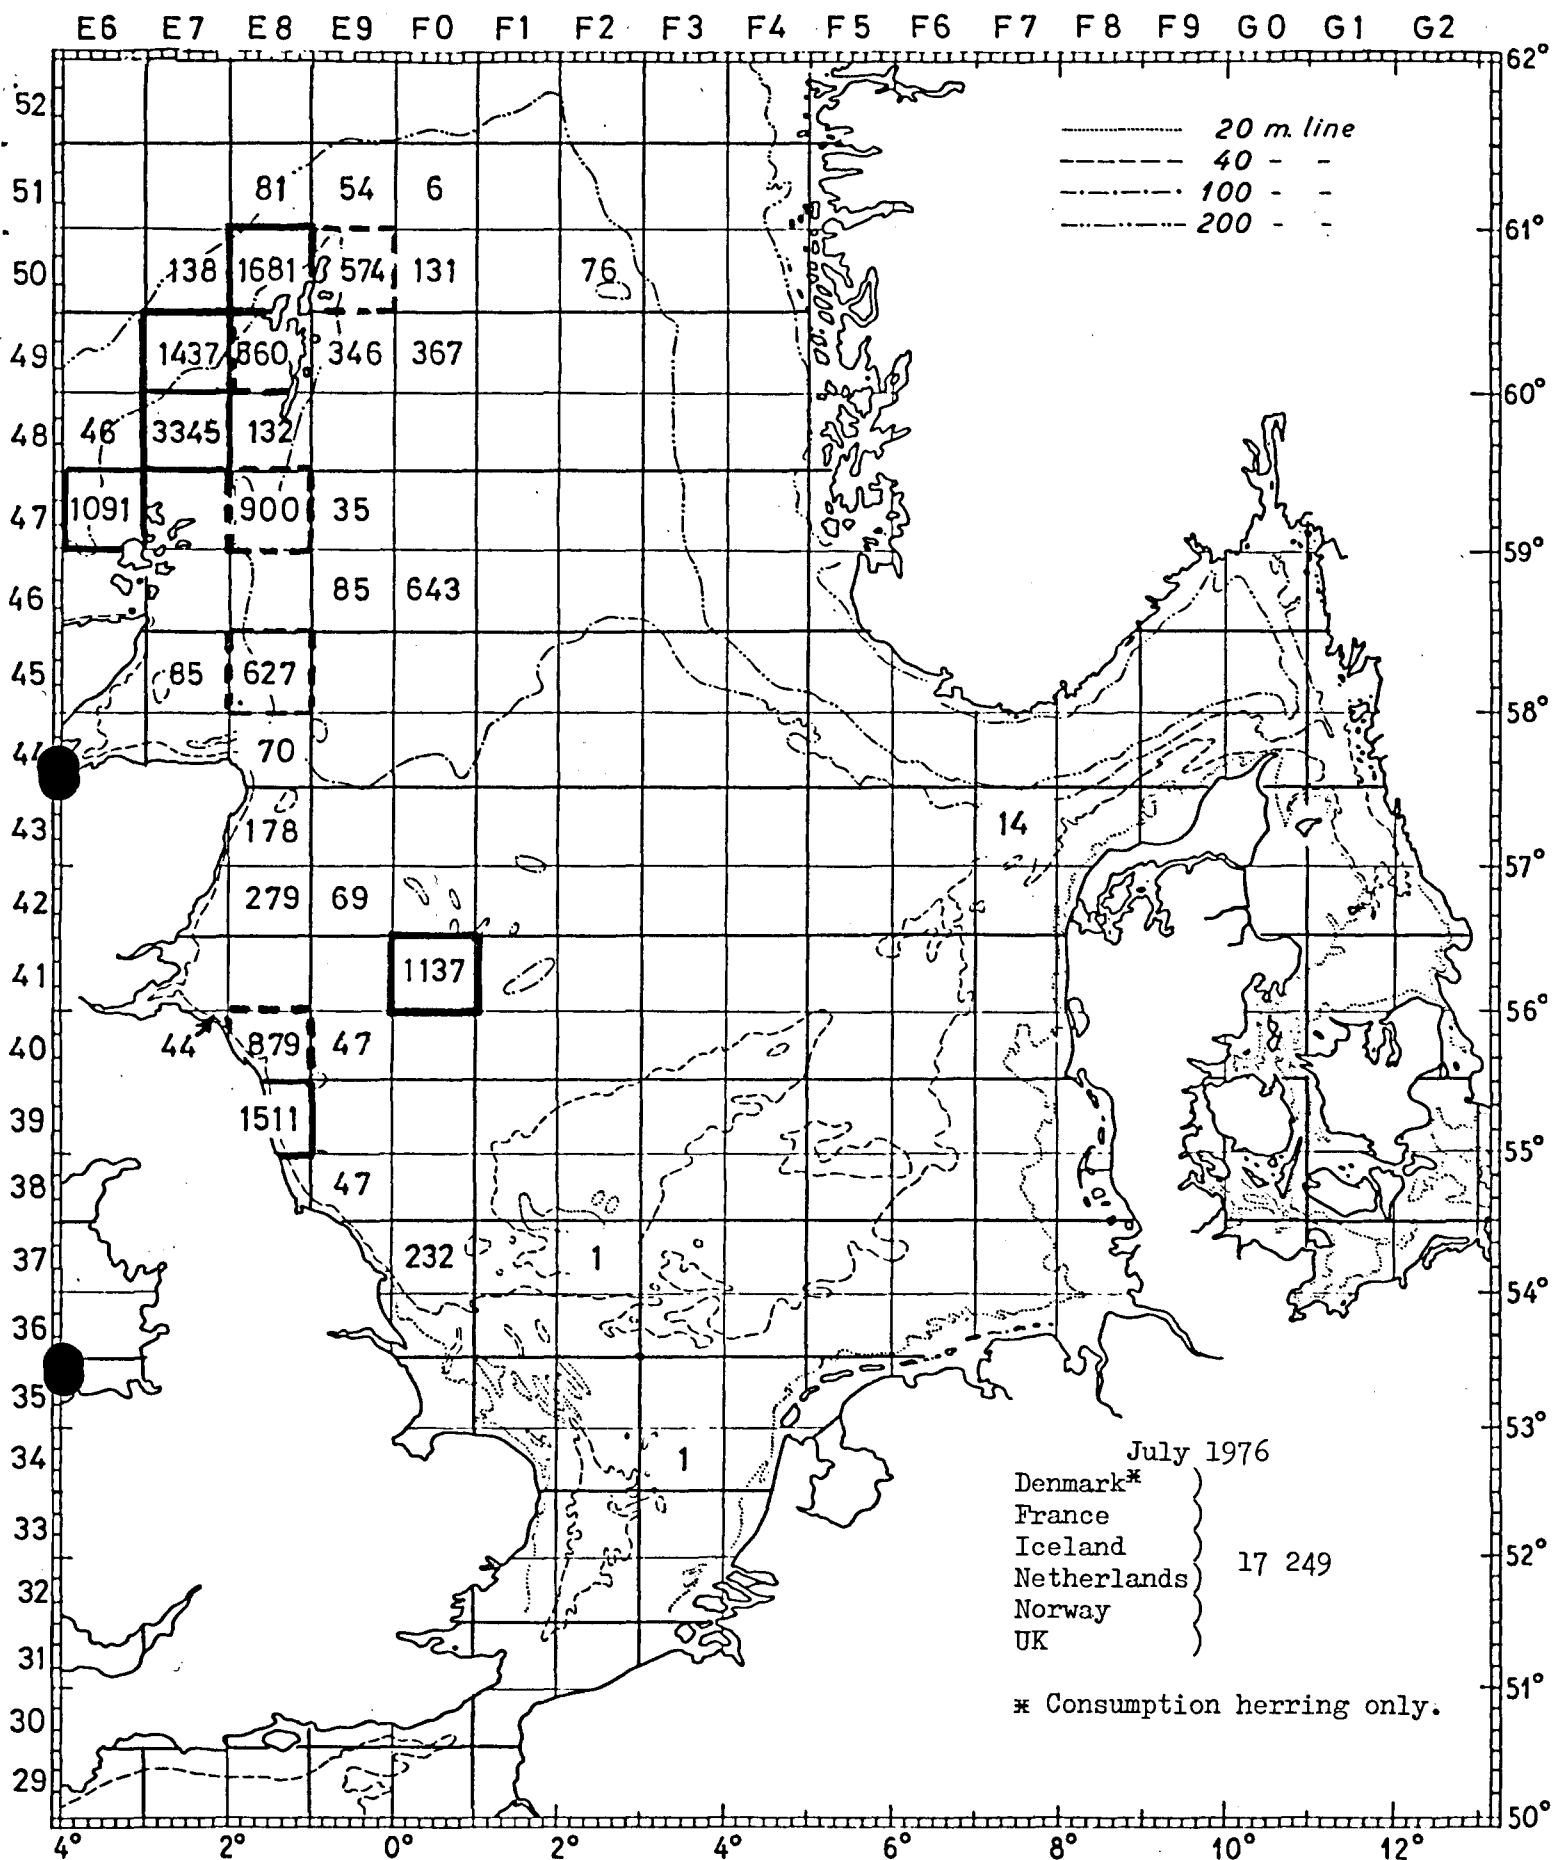 E6 E7 E8 E9 F0 F1 F2 F3 F4 F5 F6 F7 F8 F9 G0 G1 G2
62°
52
20 m. line
40 - -
100 - -
200 - -
51 81 54 6
61°
50 138 1681 574 131 76
49 1437 860 346 367
60°
48 46 3345 132
47 1091 900 35
59°
46 85 643
45 85 627
58°
44 70
43 178 14
57°
42 279 69
41 1137
56°
40 44 879 47
39 1511
55°
38 47
37 232 1
54°
36
35
53°
34 1
July 1976
Denmark*
33 France
Iceland
52°
Netherlands 17 249
32 Norway
UK
31
51°
30 * Consumption herring only.
29
50°
4° 2° 0° 2° 4° 6° 8° 10° 12°